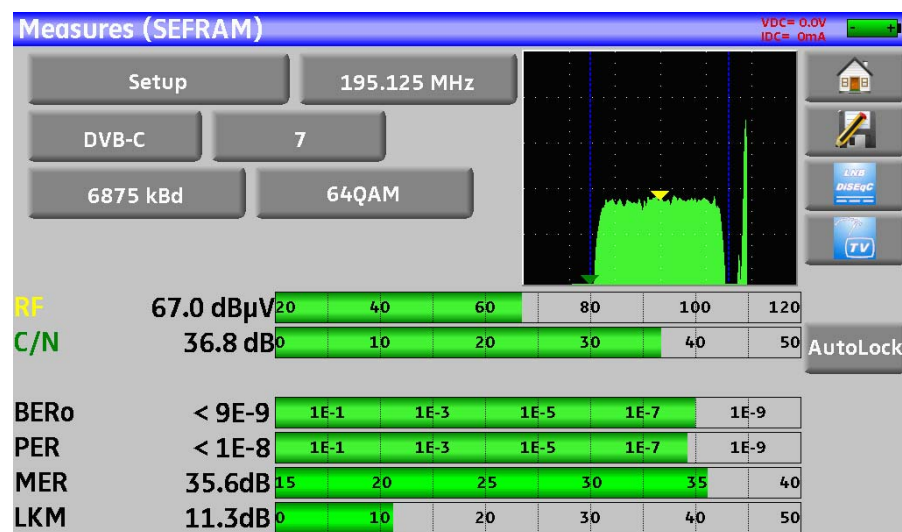 Measures (SEFRAM)
VDC= 0.0V
IDC= 0mA
- +
Setup 195.125 MHz
DVB-C 7
6875 kBd 64QAM
LNB
DiSEqC
TV
RF 67.0 dBµV 20 40 60 80 100 120
C/N 36.8 dB 0 10 20 30 40 50
AutoLock
BERo < 9E-9 1E-1 1E-3 1E-5 1E-7 1E-9
PER < 1E-8 1E-1 1E-3 1E-5 1E-7 1E-9
MER 35.6dB 15 20 25 30 35 40
LKM 11.3dB 0 10 20 30 40 50